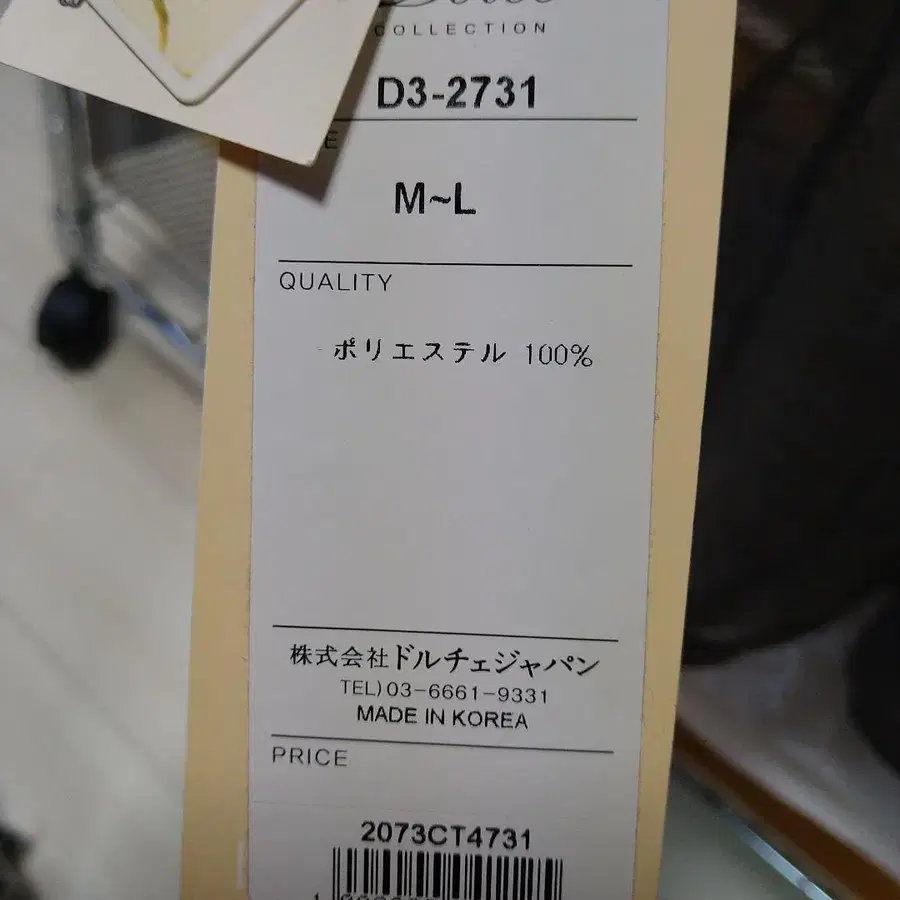 COLLECTION
D3-2731
E
M~L
QUALITY
ポリエステル 100%
株式会社ドルチェジャパン
TEL)03-6661-9331
MADE IN KOREA
PRICE
2073CT4731